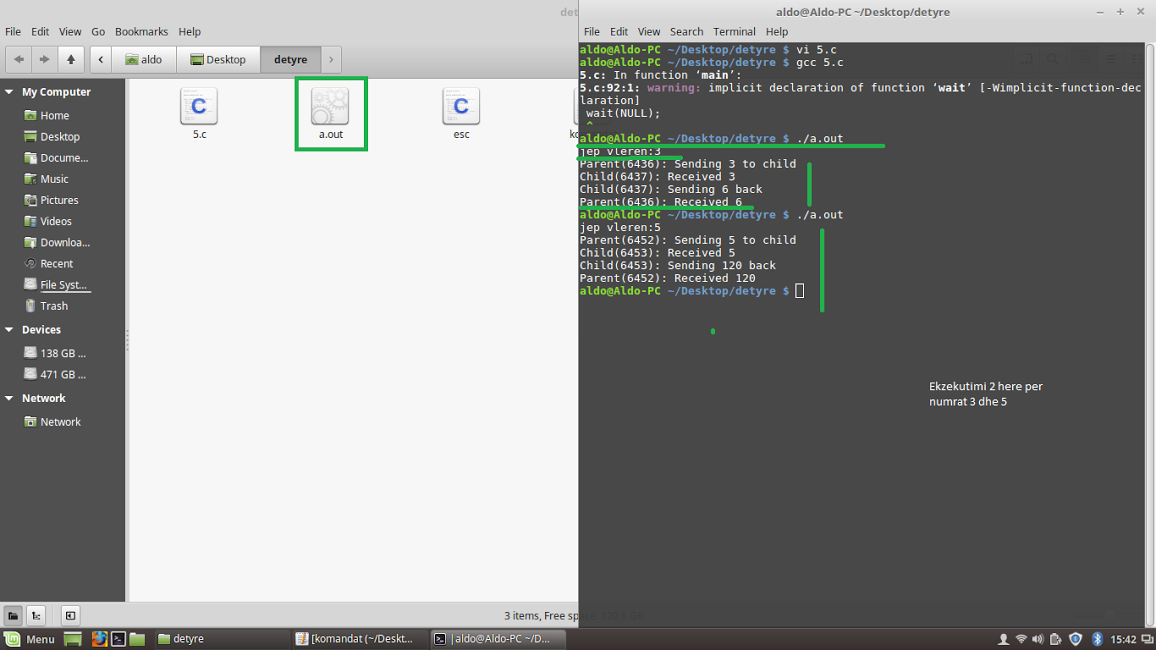 det
File Edit View Go Bookmarks Help
aldo Desktop detyre
My Computer
Home
Desktop
Docume...
Music
Pictures
Videos
Downloa...
Recent
File Syst...
Trash
Devices
138 GB ...
471 GB ...
Network
Network
5.c a.out esc
3 items, Free
aldo@Aldo-PC ~/Desktop/detyre
File Edit View Search Terminal Help
aldo@Aldo-PC ~/Desktop/detyre $ vi 5.c
aldo@Aldo-PC ~/Desktop/detyre $ gcc 5.c
5.c: In function ‘main’:
5.c:92:1: warning: implicit declaration of function ‘wait’ [-Wimplicit-function-dec
laration]
wait(NULL);
^
aldo@Aldo-PC ~/Desktop/detyre $ ./a.out
jep vleren:3
Parent(6436): Sending 3 to child
Child(6437): Received 3
Child(6437): Sending 6 back
Parent(6436): Received 6
aldo@Aldo-PC ~/Desktop/detyre $ ./a.out
jep vleren:5
Parent(6452): Sending 5 to child
Child(6453): Received 5
Child(6453): Sending 120 back
Parent(6452): Received 120
aldo@Aldo-PC ~/Desktop/detyre $
Ekzekutimi 2 here per
numrat 3 dhe 5
Menu detyre [komandat (~/Deskt... aldo@Aldo-PC ~/D... 15:42